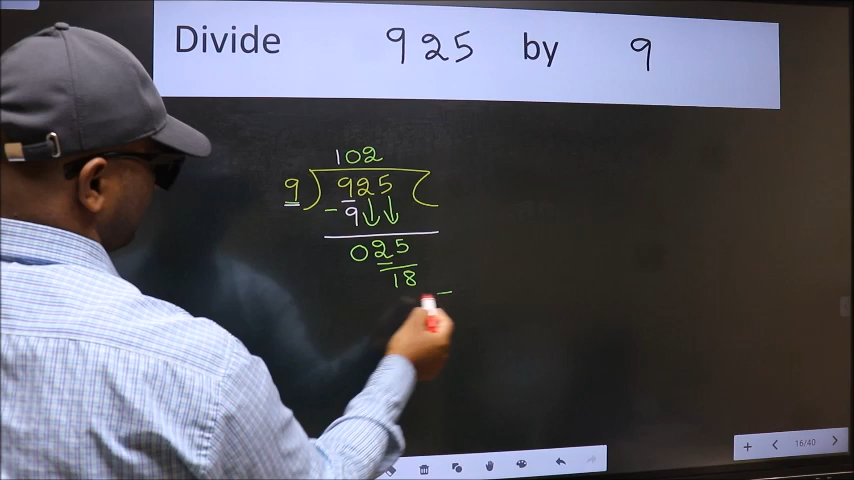 Divide 925 by 9
102
9 ) 925 (
- 9 ↓ ↓
025
18
-
16/40